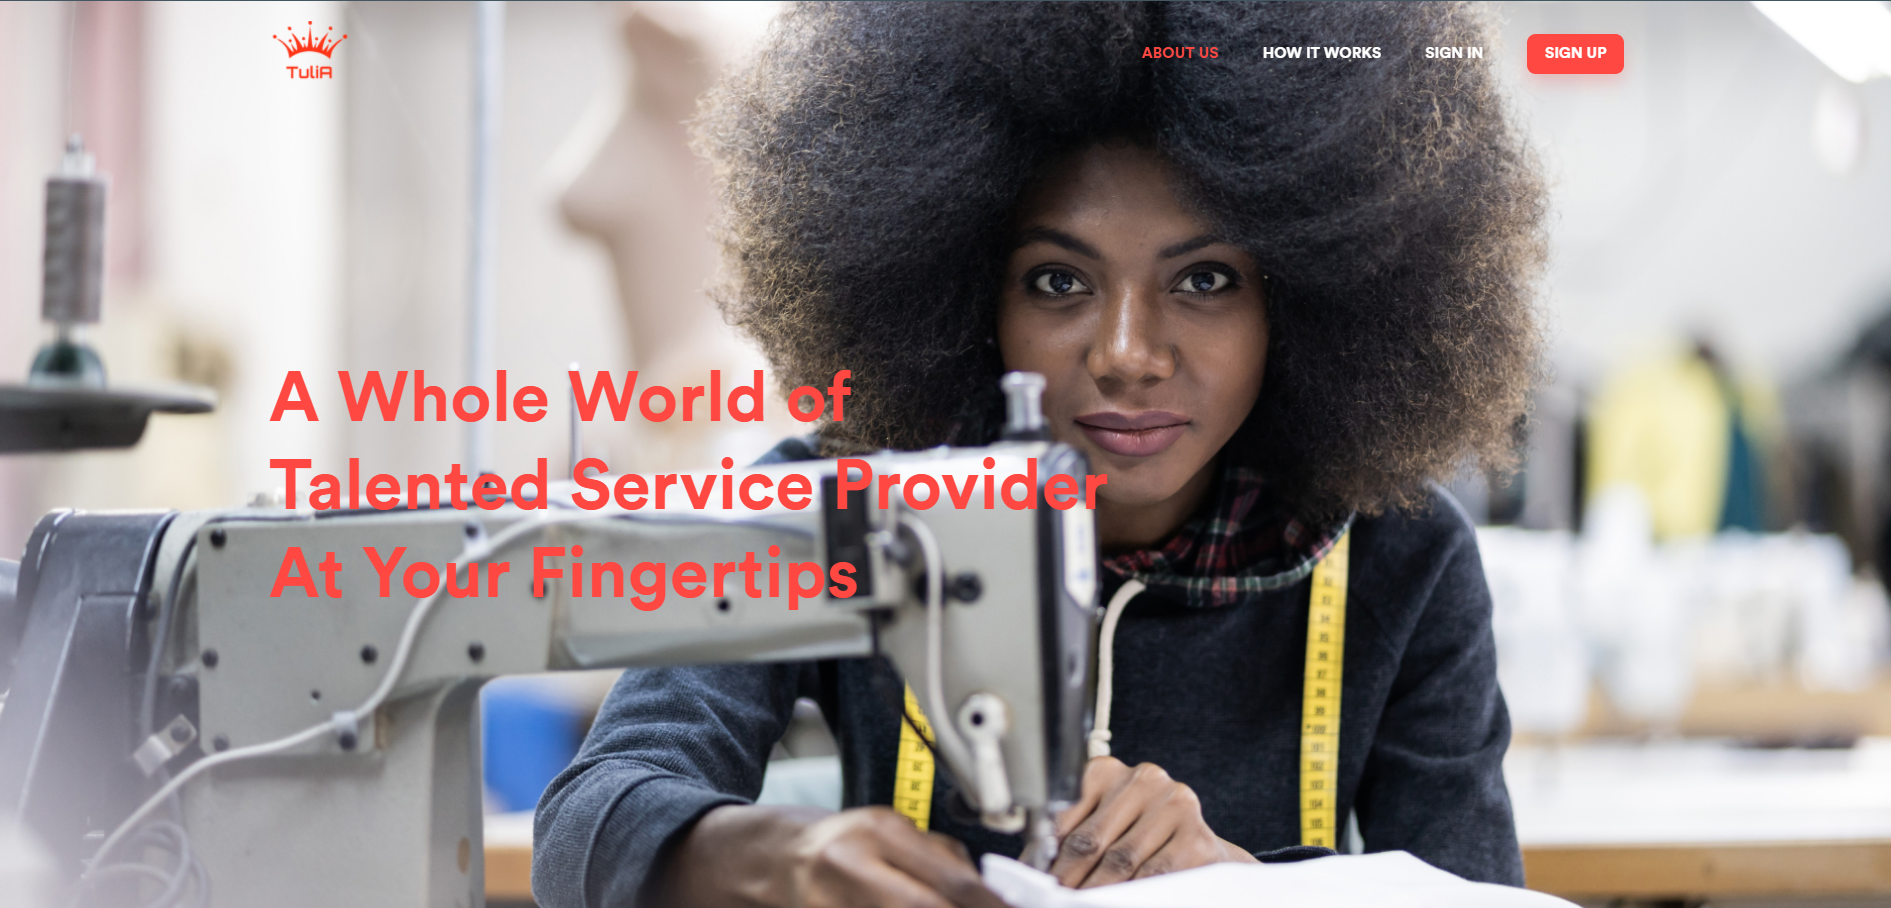 TuliA
ABOUT US
HOW IT WORKS
SIGN IN
SIGN UP
A Whole World of
Talented Service Provider
At Your Fingertips